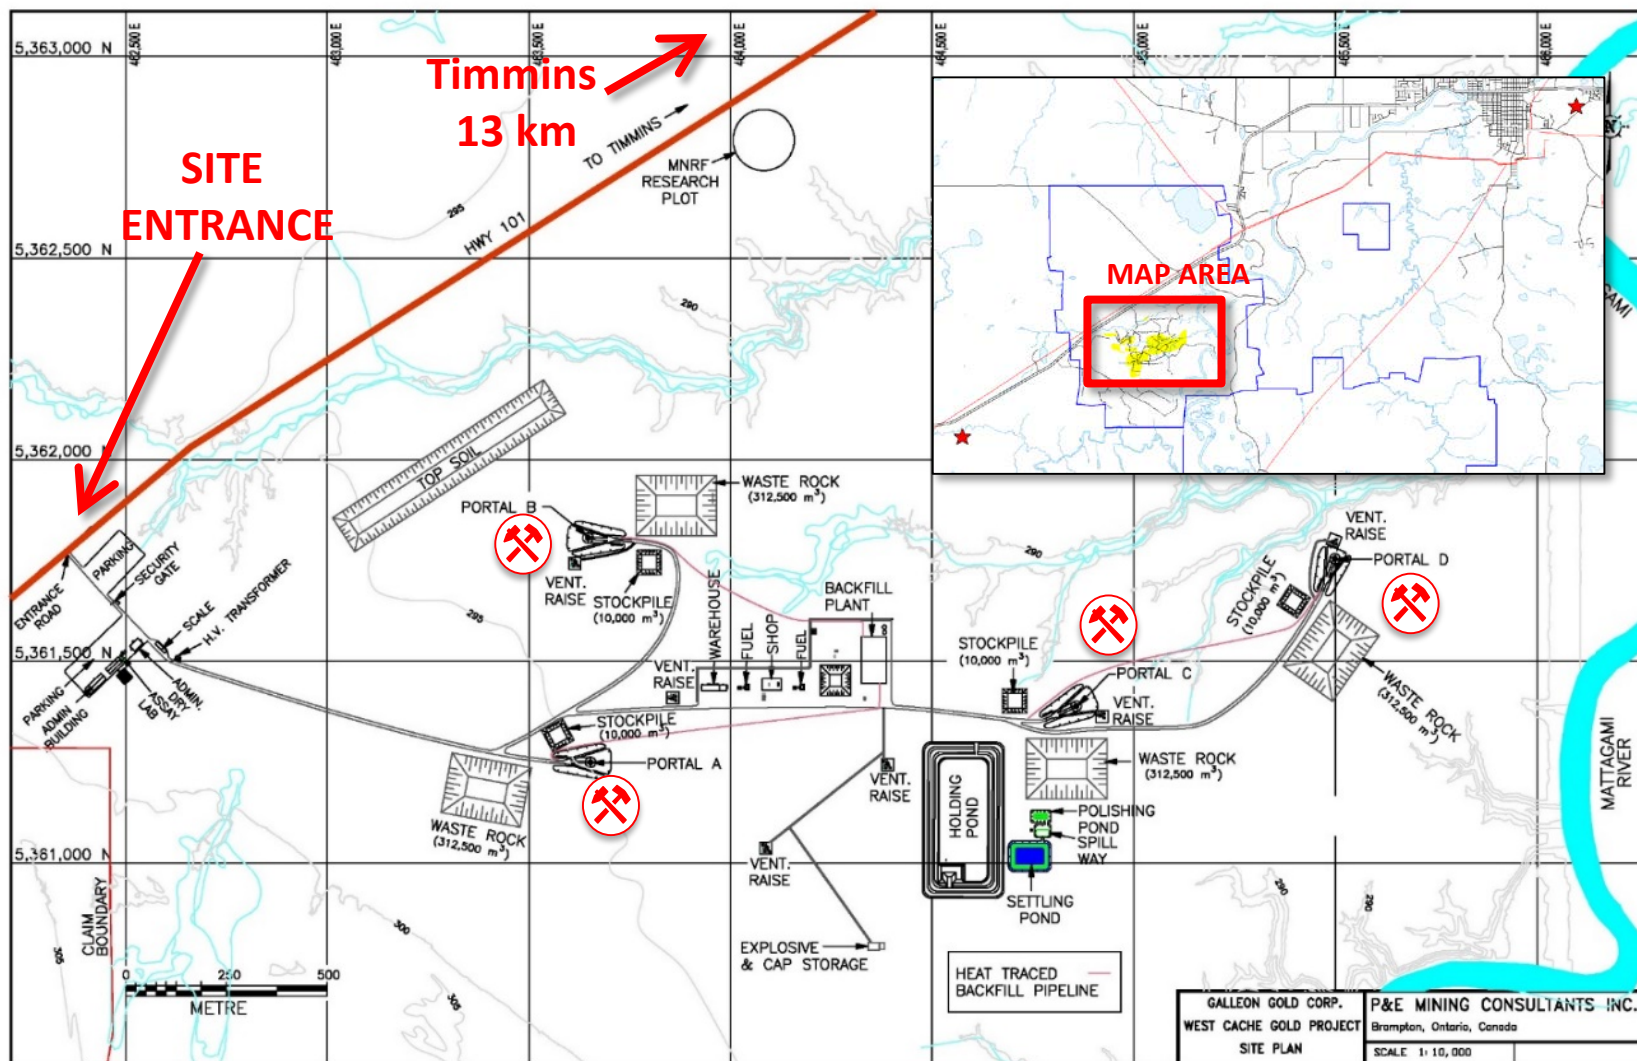 5,363,000 N
462,500 E
463,500 E
464,000 E
464,500 E
465,500 E
466,000 E
Timmins
13 km
TO TIMMINS
MNRF
RESEARCH
PLOT
SITE
ENTRANCE
295
HWY 101
5,362,500 N
290
MAP AREA
5,362,000 N
TOP SOIL
WASTE ROCK
(312,500 m³)
PORTAL B
VENT.
RAISE
STOCKPILE
(10,000 m³)
290
VENT.
RAISE
PORTAL D
STOCKPILE
(10,000 m³)
PARKING
SECURITY
GATE
ENTRANCE
ROAD
SCALE
H.V. TRANSFORMER
295
WAREHOUSE
FUEL
SHOP
FUEL
BACKFILL
PLANT
STOCKPILE
(10,000 m³)
5,361,500 N
VENT.
RAISE
PORTAL C
VENT.
RAISE
WASTE ROCK
(312,500 m³)
PARKING
ADMIN
BUILDING
ADMIN.
DRY
ASSAY
LAB
STOCKPILE
(10,000 m³)
PORTAL A
WASTE ROCK
(312,500 m³)
VENT.
RAISE
WASTE ROCK
(312,500 m³)
HOLDING
POND
POLISHING
POND
SPILL
WAY
MATTAGAMI
RIVER
5,361,000 N
VENT.
RAISE
SETTLING
POND
CLAIM
BOUNDARY
305
300
290
290
EXPLOSIVE
& CAP STORAGE
HEAT TRACED
BACKFILL PIPELINE
0 250 500
METRE
305
GALLEON GOLD CORP.
WEST CACHE GOLD PROJECT
SITE PLAN
P&E MINING CONSULTANTS INC.
Brampton, Ontario, Canada
SCALE 1:10,000